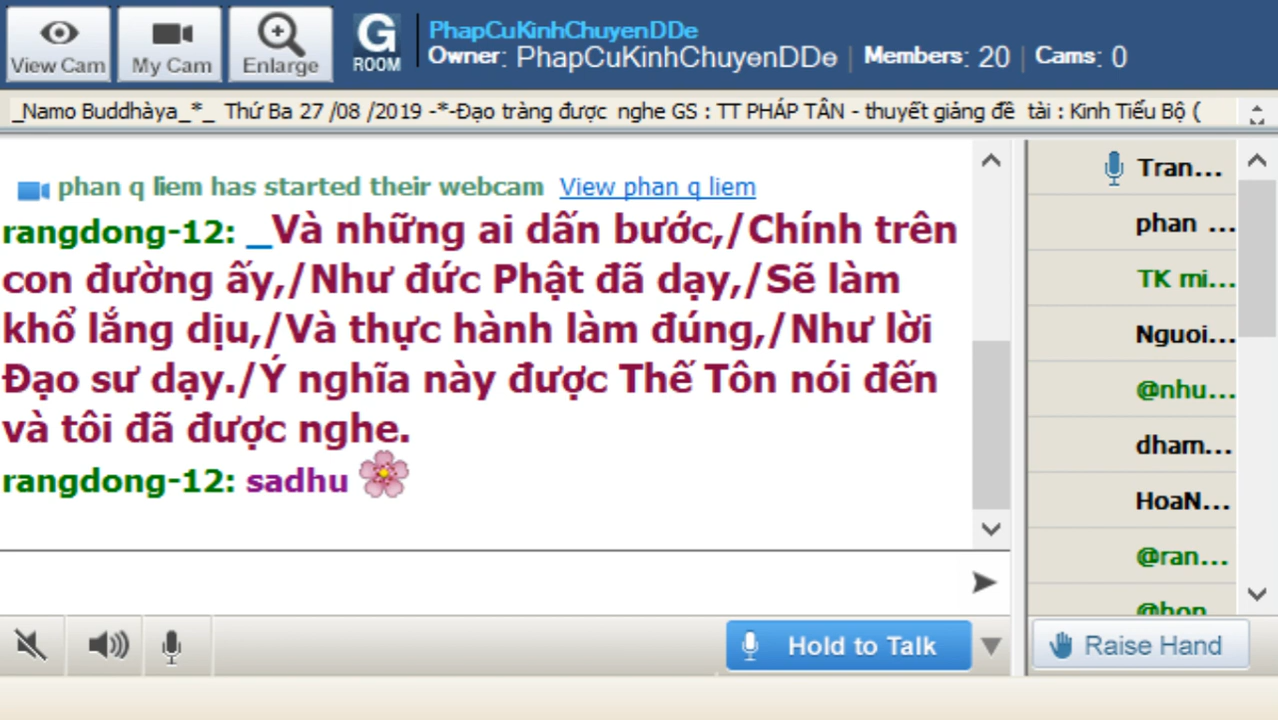 PhapCuKinhChuyenDDe
View Cam My Cam Enlarge G ROOM Owner: PhapCuKinhChuyenDDe | Members: 20 | Cams: 0
_Namo Buddhàya_*_ Thứ Ba 27 /08 /2019 -*-Đạo tràng được nghe GS : TT PHÁP TÂN - thuyết giảng đề tài : Kinh Tiểu Bộ (
phan q liem has started their webcam View phan q liem
rangdong-12: _Và những ai dấn bước,/Chính trên
con đường ấy,/Như đức Phật đã dạy,/Sẽ làm
khổ lắng dịu,/Và thực hành làm đúng,/Như lời
Đạo sư dạy./Ý nghĩa này được Thế Tôn nói đến
và tôi đã được nghe.
rangdong-12: sadhu
Tran...
phan ...
TK mi...
Nguoi...
@nhu...
dham...
HoaN...
@ran...
Hold to Talk
Raise Hand